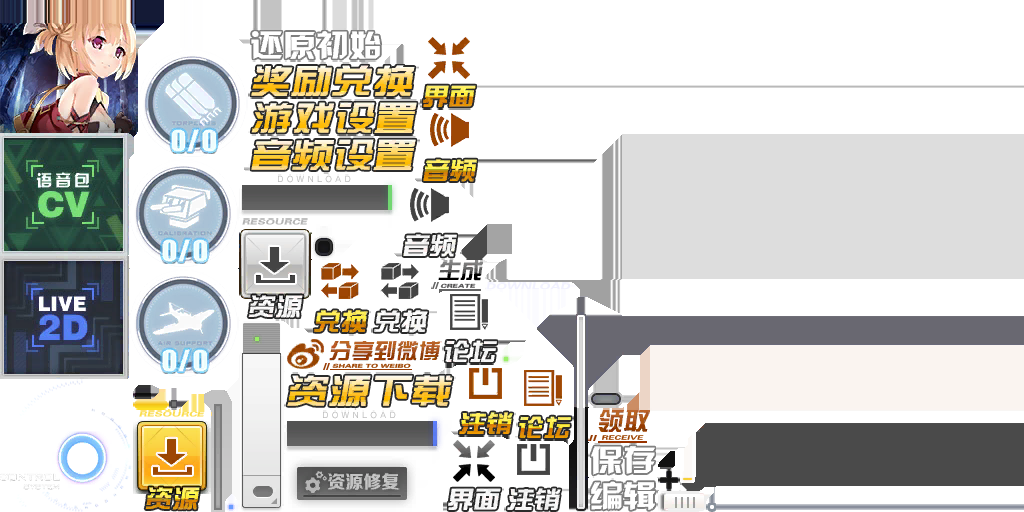 还原初始
奖励兑换
界面
游戏设置
TORPEDOES
0/0
音频设置
音频
DOWNLOAD
语音包
CV
RESOURCE
CALIBRATION
0/0
音频
生成
// CREATE
DOWNLOAD
资源
兑换
兑换
LIVE
2D
AIR SUPPORT
0/0
分享到微博
// SHARE TO WEIBO
论坛
资源下载
DOWNLOAD
RESOURCE
注销
论坛
领取
// RECEIVE
保存
资源修复
资源
界面
注销
编辑
SYSTEM